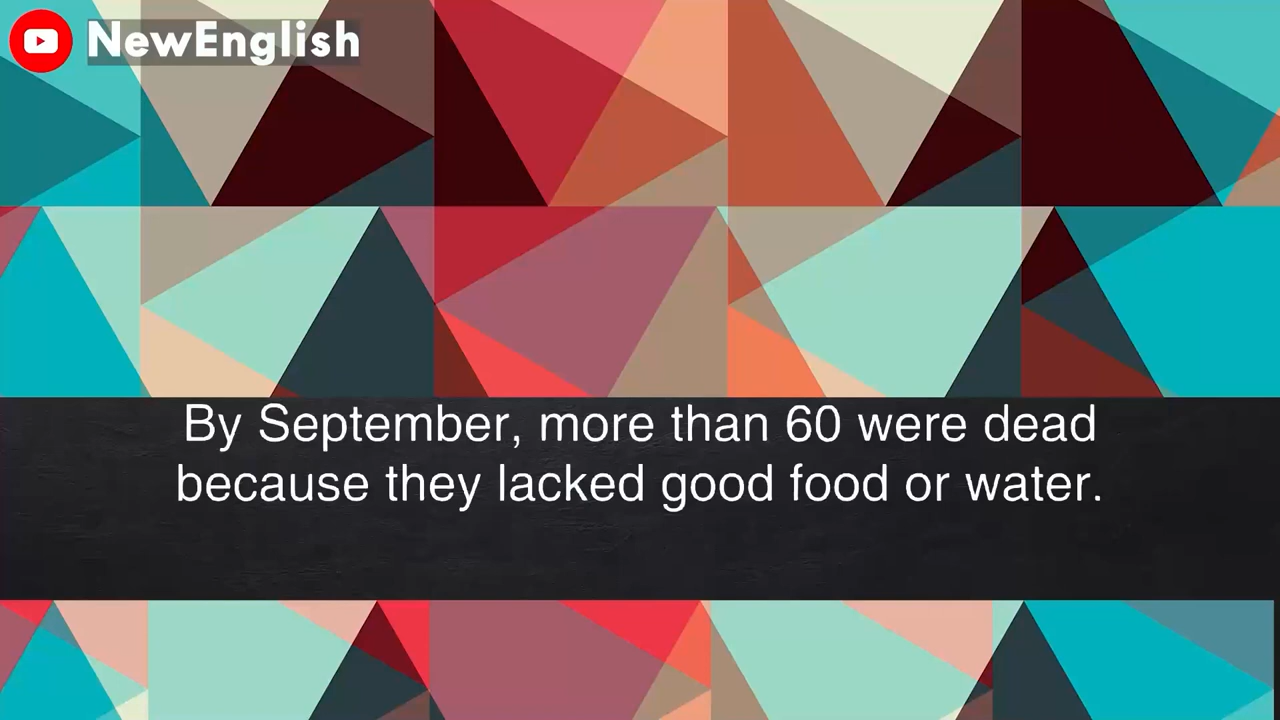 NewEnglish
By September, more than 60 were dead
because they lacked good food or water.